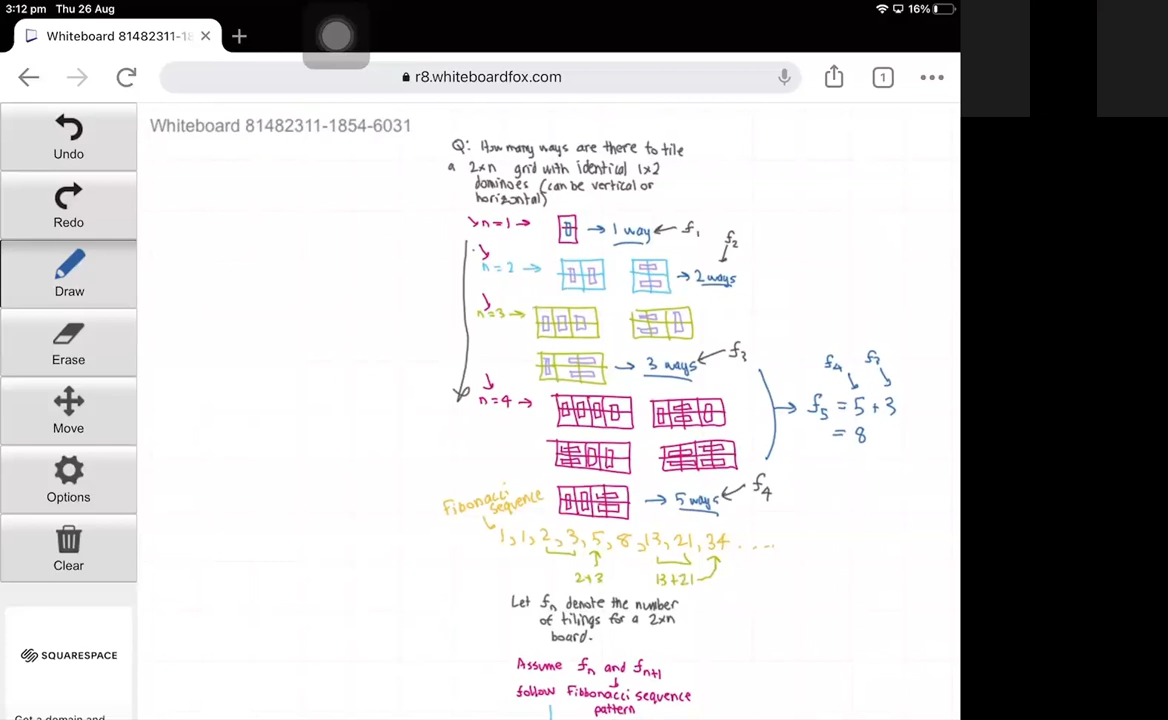 3:12 pm Thu 26 Aug
16%
Whiteboard 81482311-18
r8.whiteboardfox.com
1
Undo
Redo
Draw
Erase
Move
Options
Clear
SQUARESPACE
Get a domain and
Whiteboard 81482311-1854-6031
Q: How many ways are there to tile
a 2×n grid with identical 1×2
dominoes (can be vertical or
horizontal)
n=1 → → 1 way ← f₁
f₂
n=2 → → 2 ways
n=3 →
→ 3 ways ← f₃
n=4 →
→ 5 ways ← f₄
f₄ f₃
→ f₅ = 5 + 3
= 8
Fibonacci
sequence
1, 1, 2, 3, 5, 8, 13, 21, 34 ....
2+3 13+21
Let fₙ denote the number
of tilings for a 2×n
board.
Assume fₙ and fₙ₊₁
follow Fibbonacci sequence
pattern